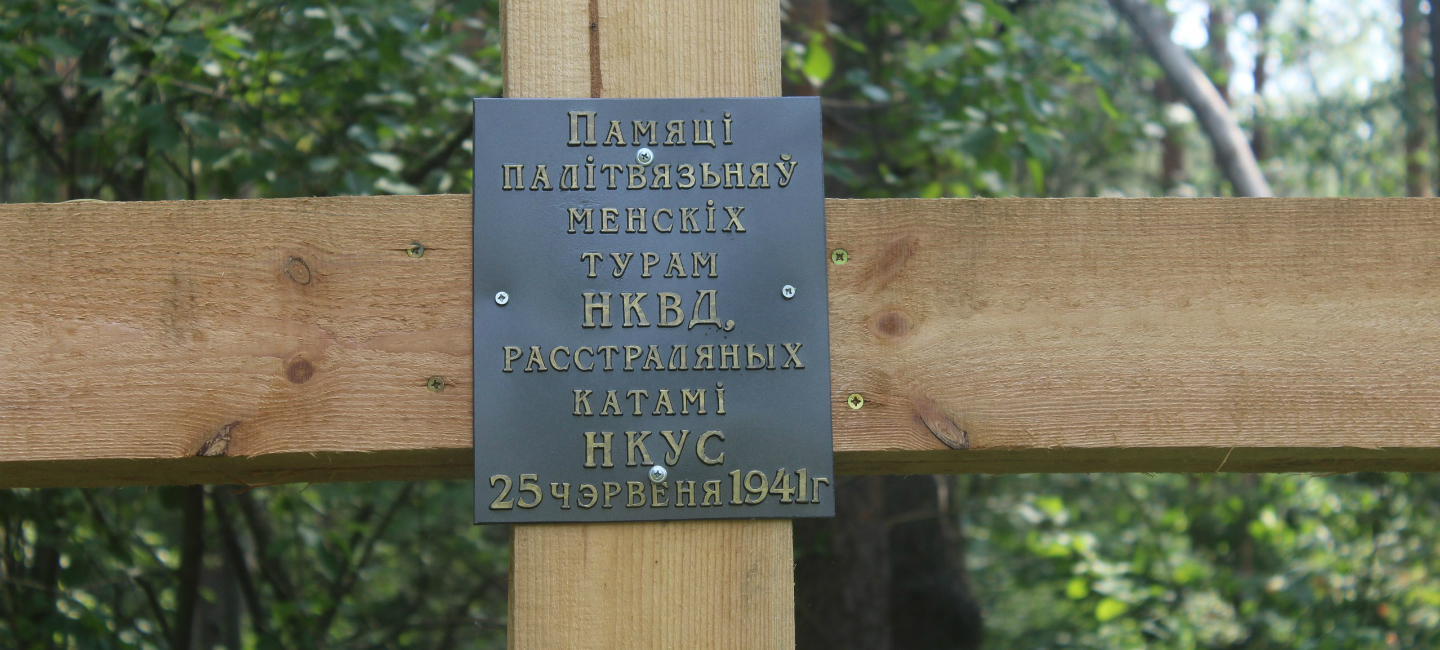 Памяці
палітвязьняў
менскіх
турам
НКВД,
расстраляных
катамі
НКУС
25 чэрвеня 1941г